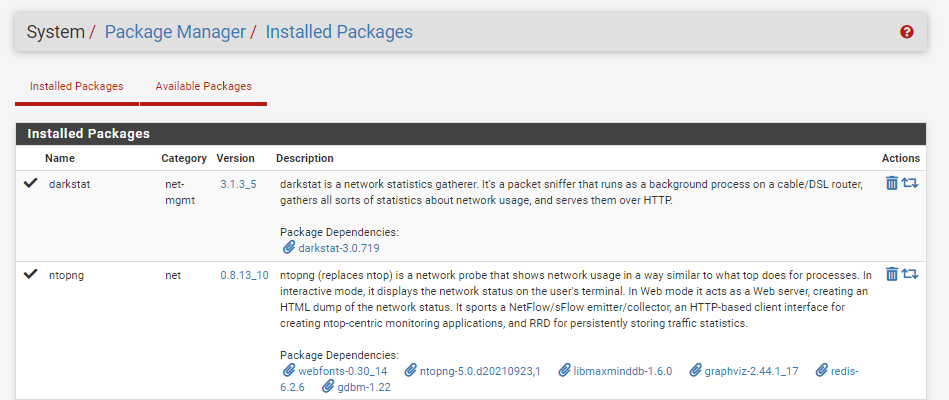 System / Package Manager / Installed Packages
Installed Packages Available Packages
Installed Packages
Name Category Version Description Actions
darkstat net- 3.1.3_5 darkstat is a network statistics gatherer. It's a packet sniffer that runs as a background process on a cable/DSL router,
mgmt gathers all sorts of statistics about network usage, and serves them over HTTP.
Package Dependencies:
darkstat-3.0.719
ntopng net 0.8.13_10 ntopng (replaces ntop) is a network probe that shows network usage in a way similar to what top does for processes. In
interactive mode, it displays the network status on the user's terminal. In Web mode it acts as a Web server, creating an
HTML dump of the network status. It sports a NetFlow/sFlow emitter/collector, an HTTP-based client interface for
creating ntop-centric monitoring applications, and RRD for persistently storing traffic statistics.
Package Dependencies:
webfonts-0.30_14 ntopng-5.0.d20210923,1 libmaxminddb-1.6.0 graphviz-2.44.1_17 redis-
6.2.6 gdbm-1.22